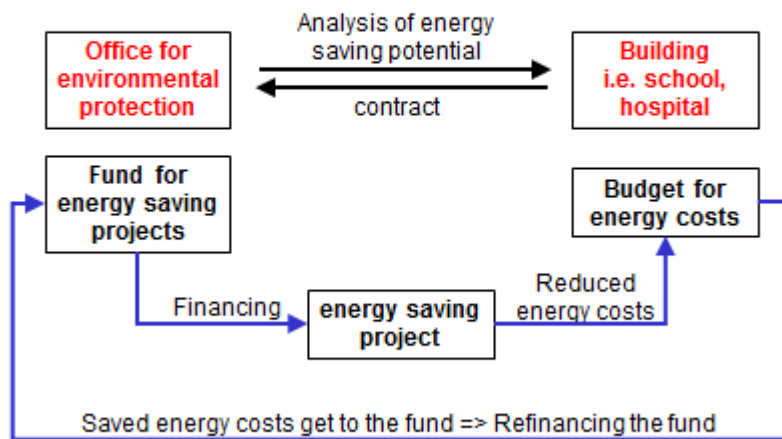 Office for
environmental
protection
Analysis of energy
saving potential
contract
Building
i.e. school,
hospital
Fund for
energy saving
projects
Budget for
energy costs
Financing
energy saving
project
Reduced
energy costs
Saved energy costs get to the fund => Refinancing the fund